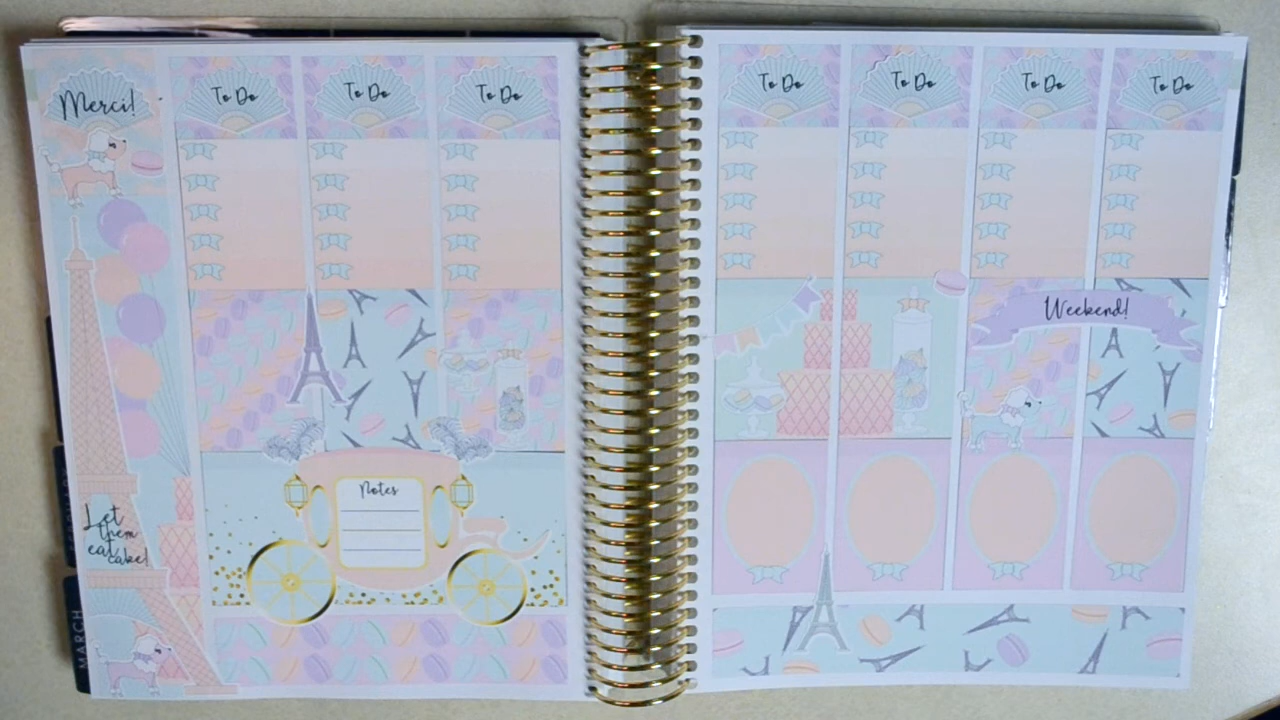 Merci!
To Do
To Do
To Do
To Do
To Do
To Do
To Do
Weekend!
Notes
Let
them
eat
cake!
FEBRUARY
MARCH